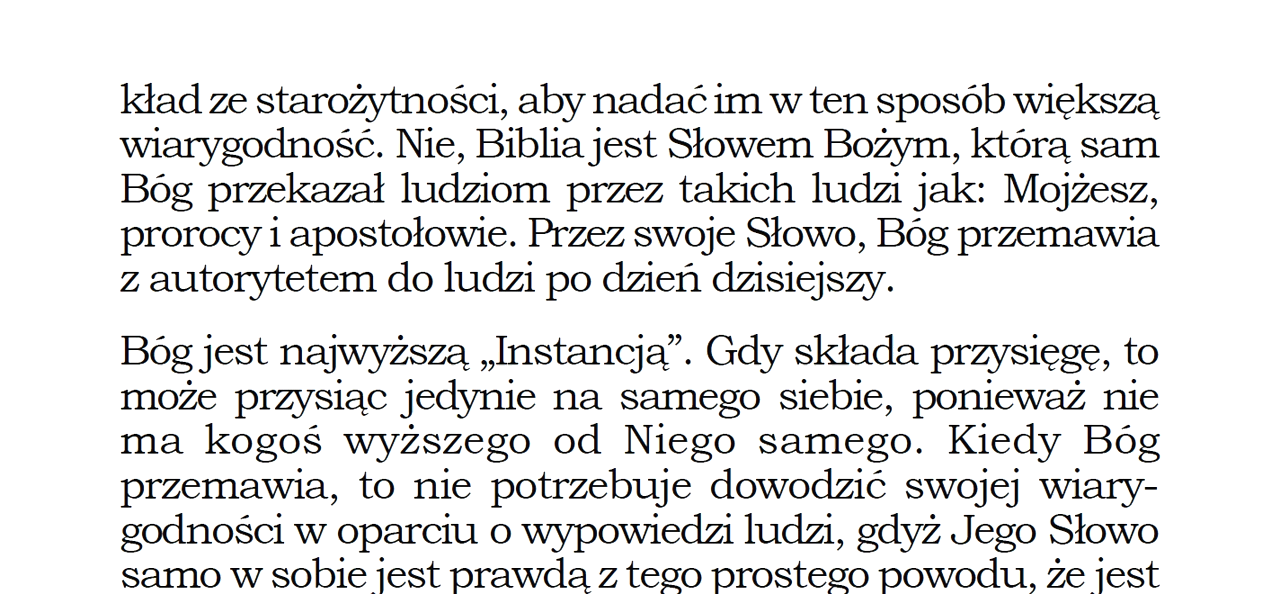 kład ze starożytności, aby nadać im w ten sposób większą
wiarygodność. Nie, Biblia jest Słowem Bożym, którą sam
Bóg przekazał ludziom przez takich ludzi jak: Mojżesz,
prorocy i apostołowie. Przez swoje Słowo, Bóg przemawia
z autorytetem do ludzi po dzień dzisiejszy.
Bóg jest najwyższą „Instancją”. Gdy składa przysięgę, to
może przysiąc jedynie na samego siebie, ponieważ nie
ma kogoś wyższego od Niego samego. Kiedy Bóg
przemawia, to nie potrzebuje dowodzić swojej wiary-
godności w oparciu o wypowiedzi ludzi, gdyż Jego Słowo
samo w sobie jest prawdą z tego prostego powodu, że jest